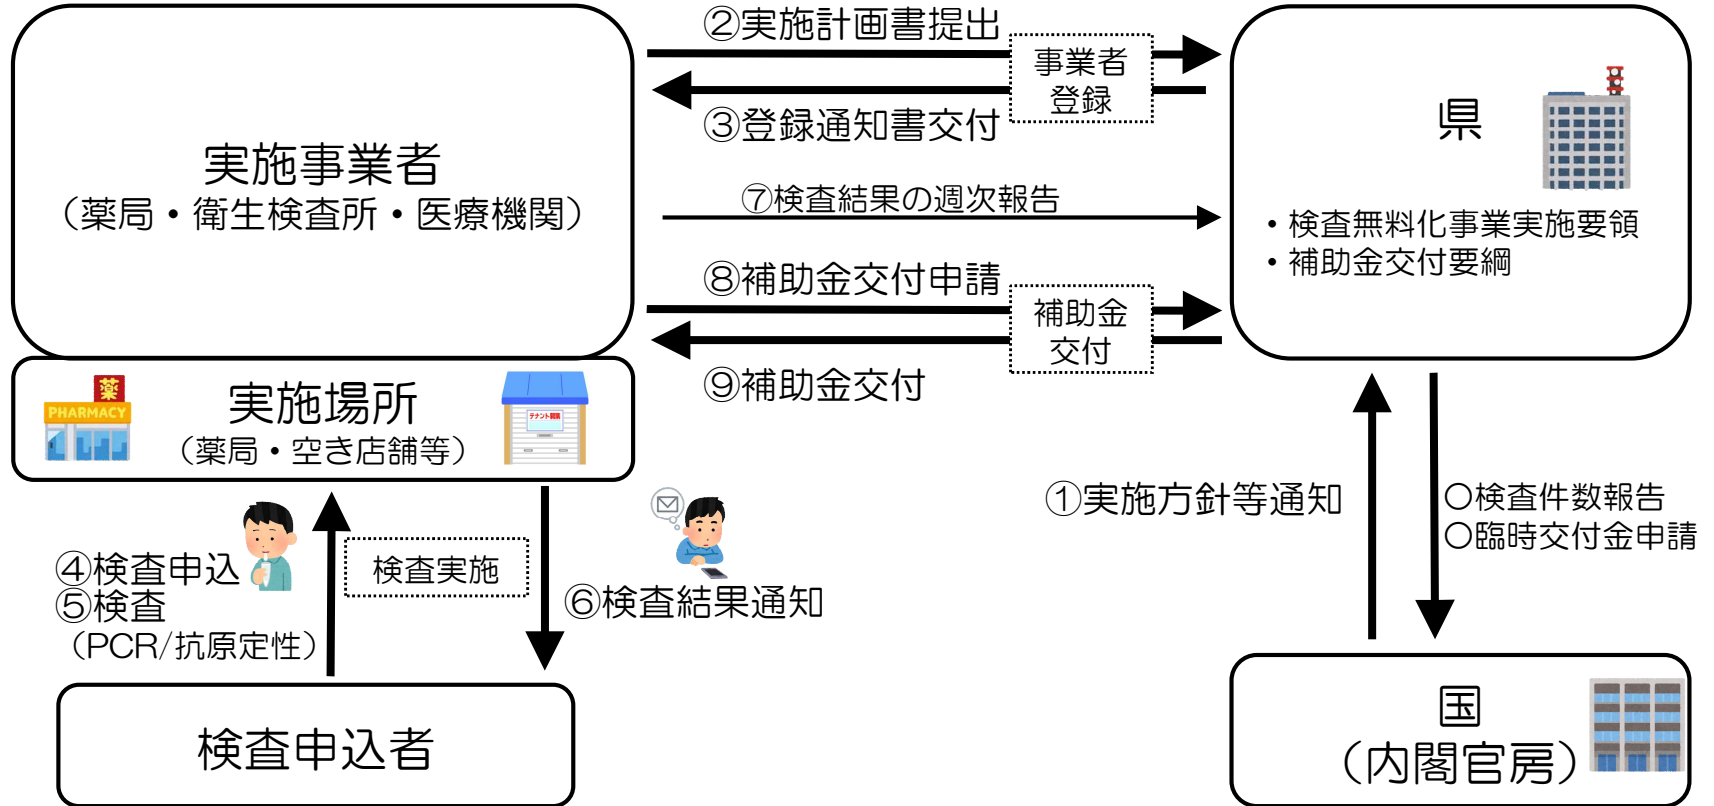 ②実施計画書提出
事業者
登録
③登録通知書交付
実施事業者
（薬局・衛生検査所・医療機関）
県
・検査無料化事業実施要領
・補助金交付要綱
⑦検査結果の週次報告
⑧補助金交付申請
補助金
交付
⑨補助金交付
薬
PHARMACY
実施場所
（薬局・空き店舗等）
テナント募集
①実施方針等通知
〇検査件数報告
〇臨時交付金申請
④検査申込
⑤検査
（PCR/抗原定性）
検査実施
⑥検査結果通知
検査申込者
国
（内閣官房）